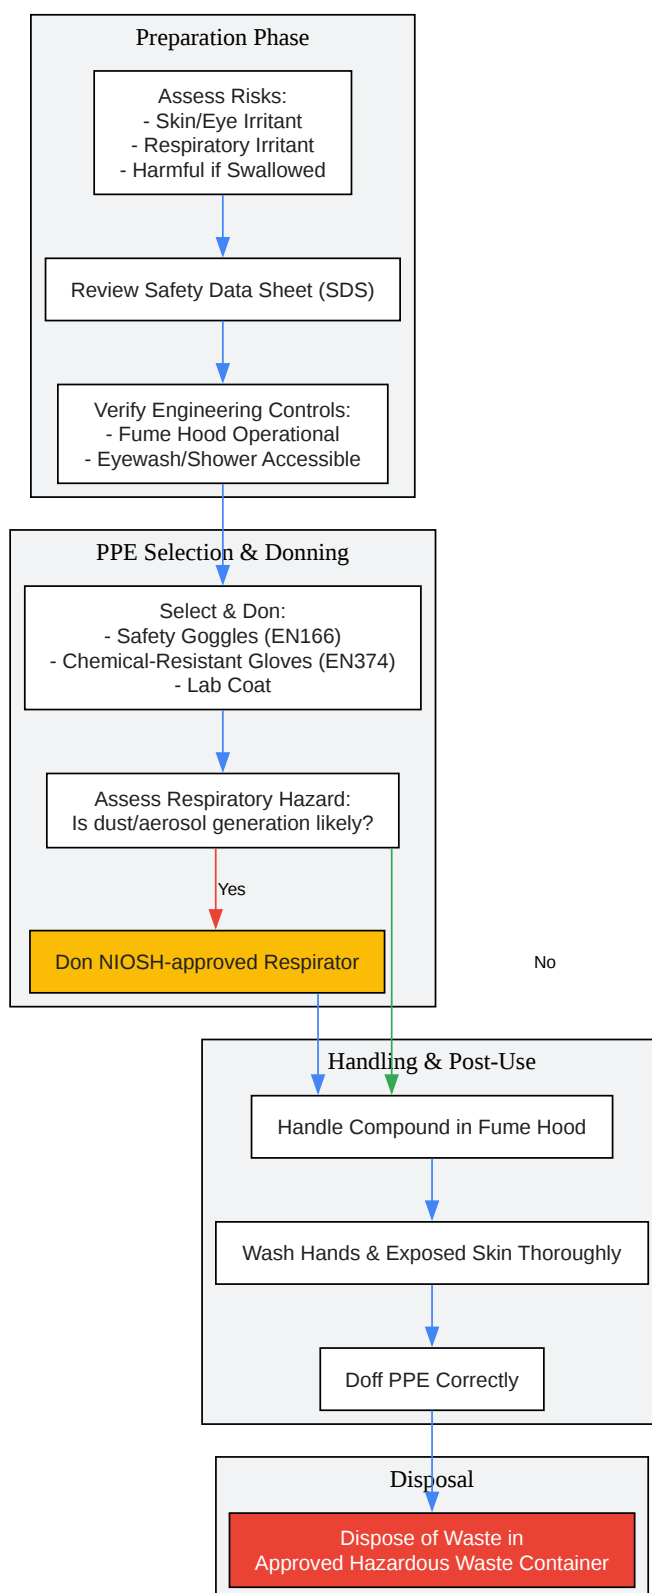 Preparation Phase
Assess Risks:
- Skin/Eye Irritant
- Respiratory Irritant
- Harmful if Swallowed
Review Safety Data Sheet (SDS)
Verify Engineering Controls:
- Fume Hood Operational
- Eyewash/Shower Accessible
PPE Selection & Donning
Select & Don:
- Safety Goggles (EN166)
- Chemical-Resistant Gloves (EN374)
- Lab Coat
Assess Respiratory Hazard:
Is dust/aerosol generation likely?
Yes
Don NIOSH-approved Respirator
No
Handling & Post-Use
Handle Compound in Fume Hood
Wash Hands & Exposed Skin Thoroughly
Doff PPE Correctly
Disposal
Dispose of Waste in
Approved Hazardous Waste Container